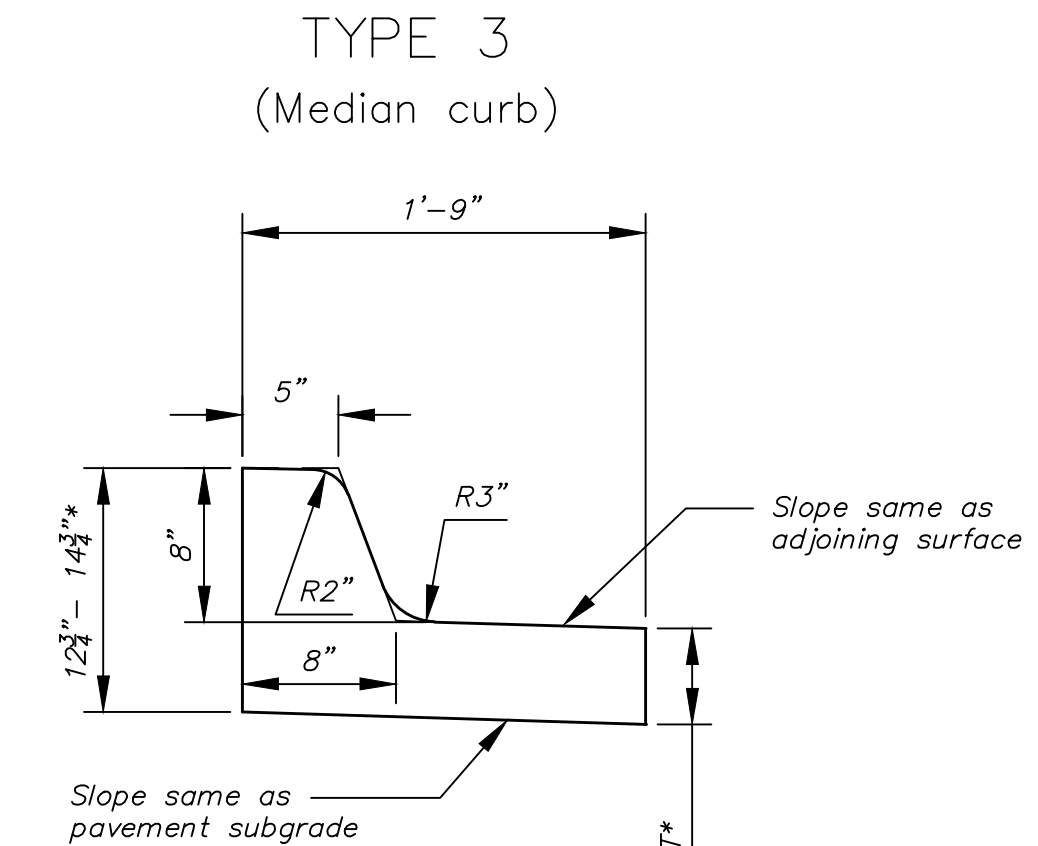 TYPE 3
(Median curb)
1'-9"
5"
R3"
Slope same as
adjoining surface
8"
12¾"- 14¾"*
R2"
8"
Slope same as
pavement subgrade
T*